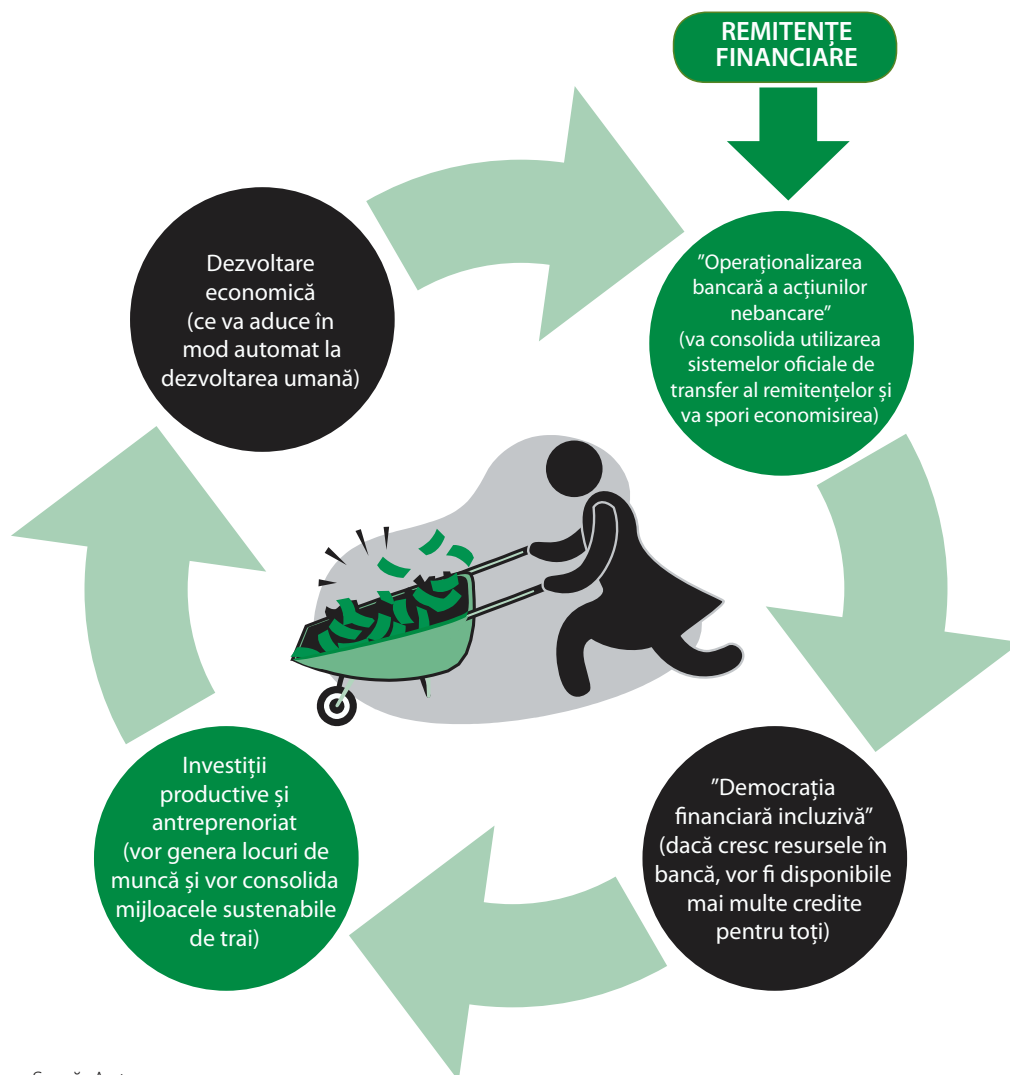 REMITENȚE
FINANCIARE
"Operaționalizarea
bancară a acțiunilor
nebancare"
(va consolida utilizarea
sistemelor oficiale de
transfer al remitențelor și
va spori economisirea)
"Democrația
financiară incluzivă"
(dacă cresc resursele în
bancă, vor fi disponibile
mai multe credite
pentru toți)
Investiții
productive și
antreprenoriat
(vor genera locuri de
muncă și vor consolida
mijloacele sustenabile
de trai)
Dezvoltare
economică
(ce va aduce în
mod automat la
dezvoltarea umană)